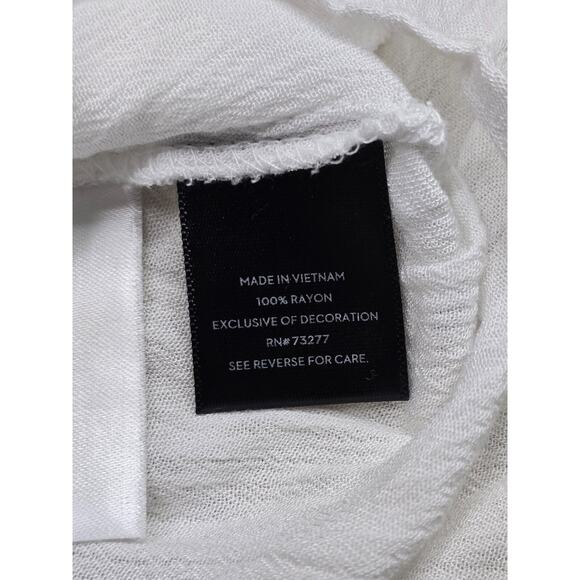 MADE IN VIETNAM
100% RAYON
EXCLUSIVE OF DECORATION
RN# 73277
SEE REVERSE FOR CARE.